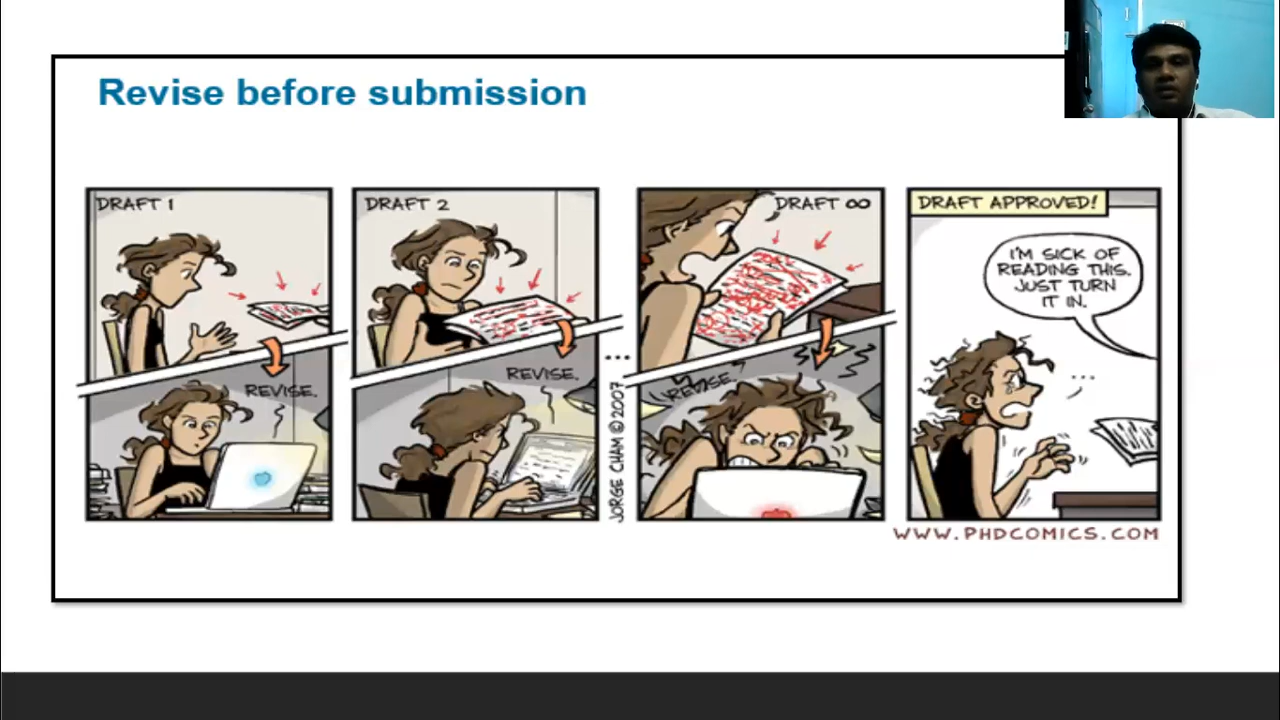 Revise before submission
DRAFT 1
REVISE.
DRAFT 2
REVISE.
...
JORGE CHAM ©2007
DRAFT ∞
REVISE.
DRAFT APPROVED!
I'M SICK OF
READING THIS.
JUST TURN
IT IN.
...
WWW.PHDCOMICS.COM